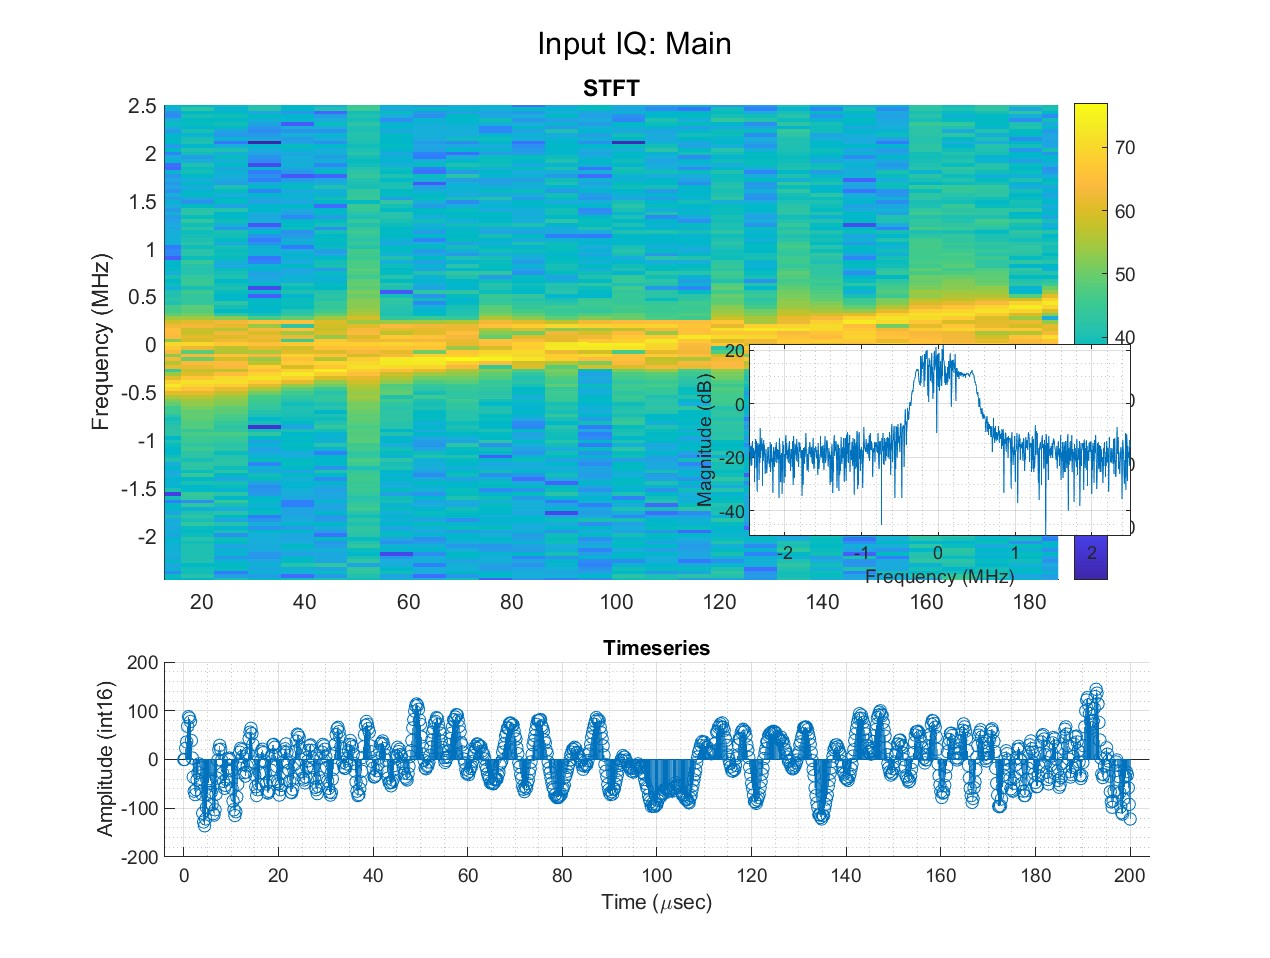 Input IQ: Main
STFT
2.5
2
1.5
1
0.5
0
-0.5
-1
-1.5
-2
Frequency (MHz)
20 40 60 80 100 120 140 160 180
70
60
50
40
0
0
0
20
0
-20
-40
Magnitude (dB)
-2 -1 0 1 2
Frequency (MHz)
Timeseries
200
100
0
-100
-200
Amplitude (int16)
0 20 40 60 80 100 120 140 160 180 200
Time (μsec)